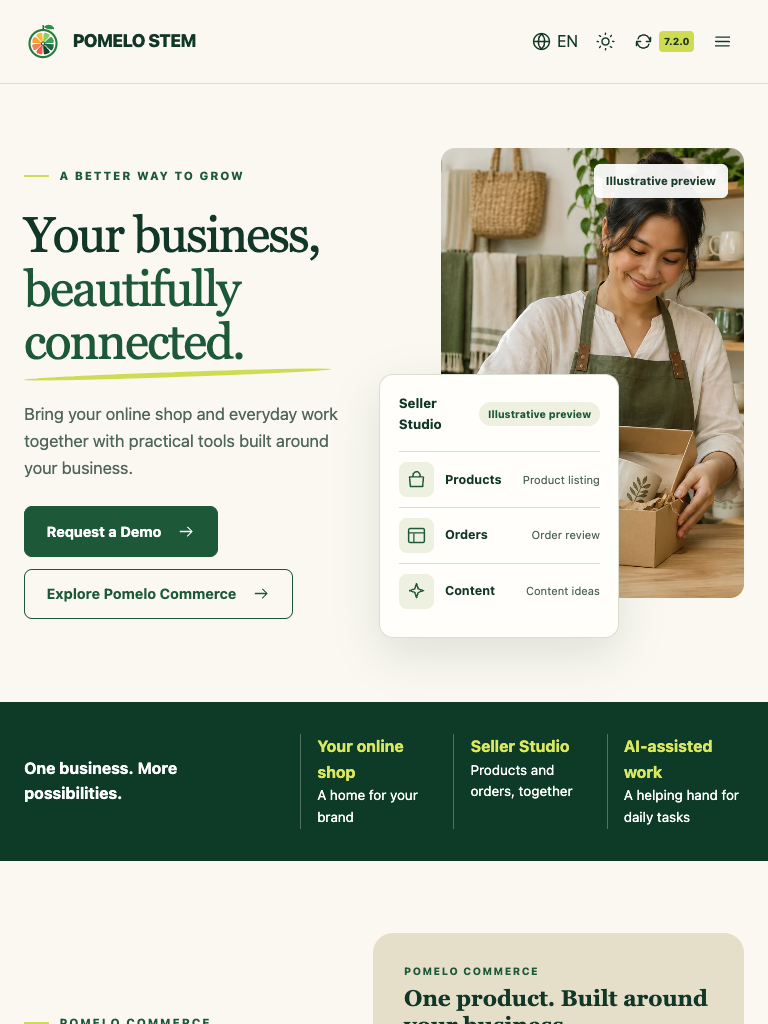 POMELO STEM
EN
7.2.0
A BETTER WAY TO GROW
Your business,
beautifully
connected.
Bring your online shop and everyday work
together with practical tools built around
your business.
Request a Demo
Explore Pomelo Commerce
Illustrative preview
Seller
Studio
Illustrative preview
Products
Product listing
Orders
Order review
Content
Content ideas
One business. More
possibilities.
Your online
shop
A home for your
brand
Seller Studio
Products and
orders, together
AI-assisted
work
A helping hand for
daily tasks
POMELO COMMERCE
POMELO COMMERCE
One product. Built around
your business.